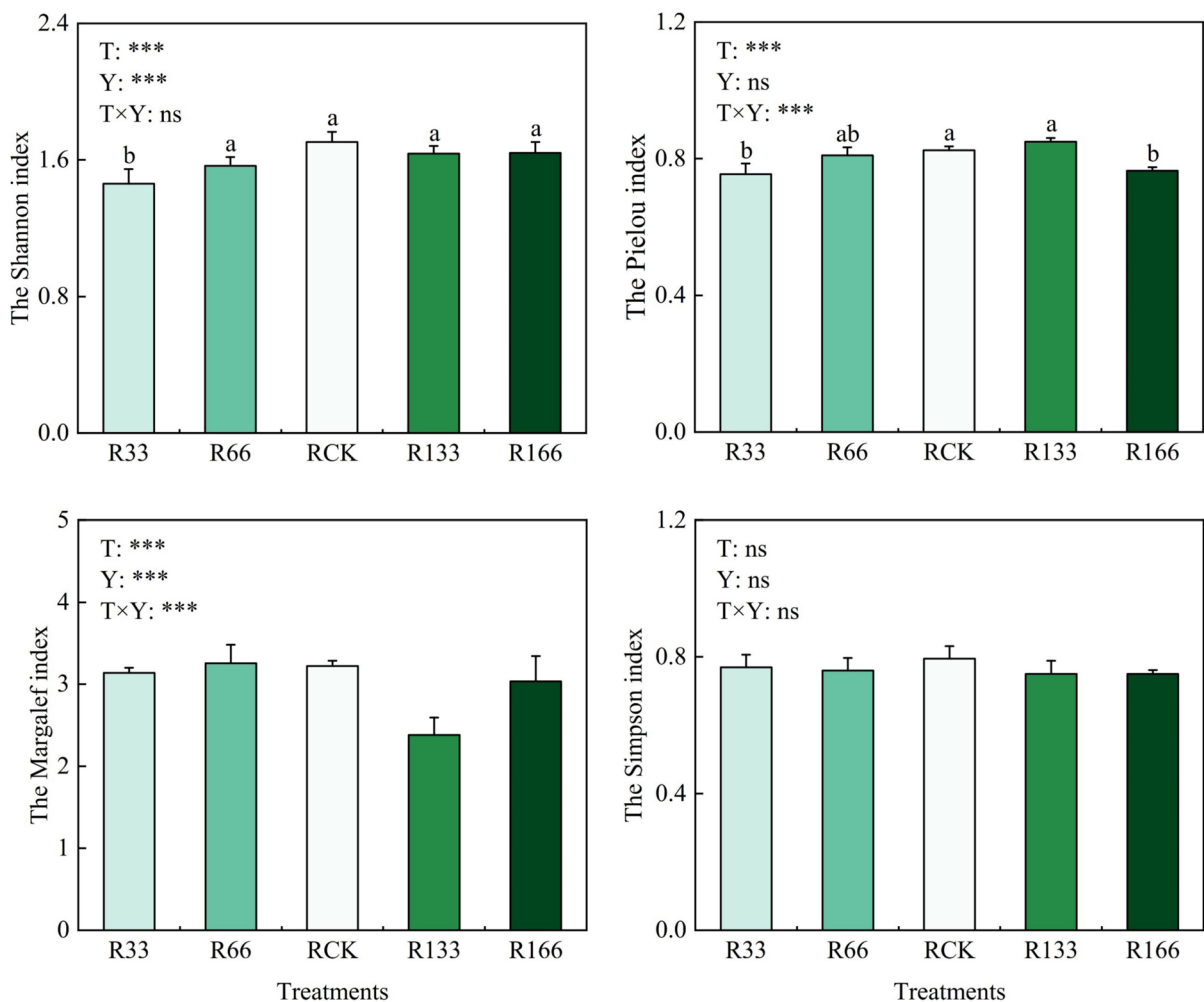 The Shannon index
2.4
1.6
0.8
0.0
T: ***
Y: ***
T×Y: ns
b
a
a
a
a
R33
R66
RCK
R133
R166
The Pielou index
1.2
0.8
0.4
0.0
T: ***
Y: ns
T×Y: ***
b
ab
a
a
b
R33
R66
RCK
R133
R166
The Margalef index
5
4
3
2
1
0
T: ***
Y: ***
T×Y: ***
R33
R66
RCK
R133
R166
Treatments
The Simpson index
1.2
0.8
0.4
0.0
T: ns
Y: ns
T×Y: ns
R33
R66
RCK
R133
R166
Treatments